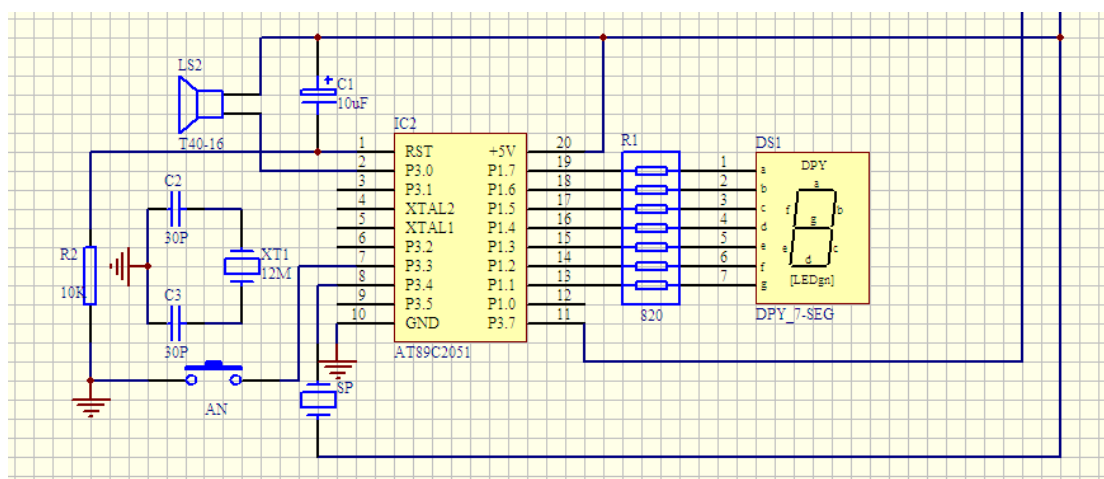 LS2
T40-16
C1
10uF
IC2
1 RST +5V 20
2 P3.0 P1.7 19
3 P3.1 P1.6 18
4 XTAL2 P1.5 17
5 XTAL1 P1.4 16
6 P3.2 P1.3 15
7 P3.3 P1.2 14
8 P3.4 P1.1 13
9 P3.5 P1.0 12
10 GND P3.7 11
AT89C2051
R1
820
DS1
DPY
1 a
2 b
3 c
4 d
5 e
6 f
7 g
a
f b
g
e c
d
[LEDgn]
DPY_7-SEG
C2
30P
XT1
12M
R2
10K
C3
30P
AN
SP